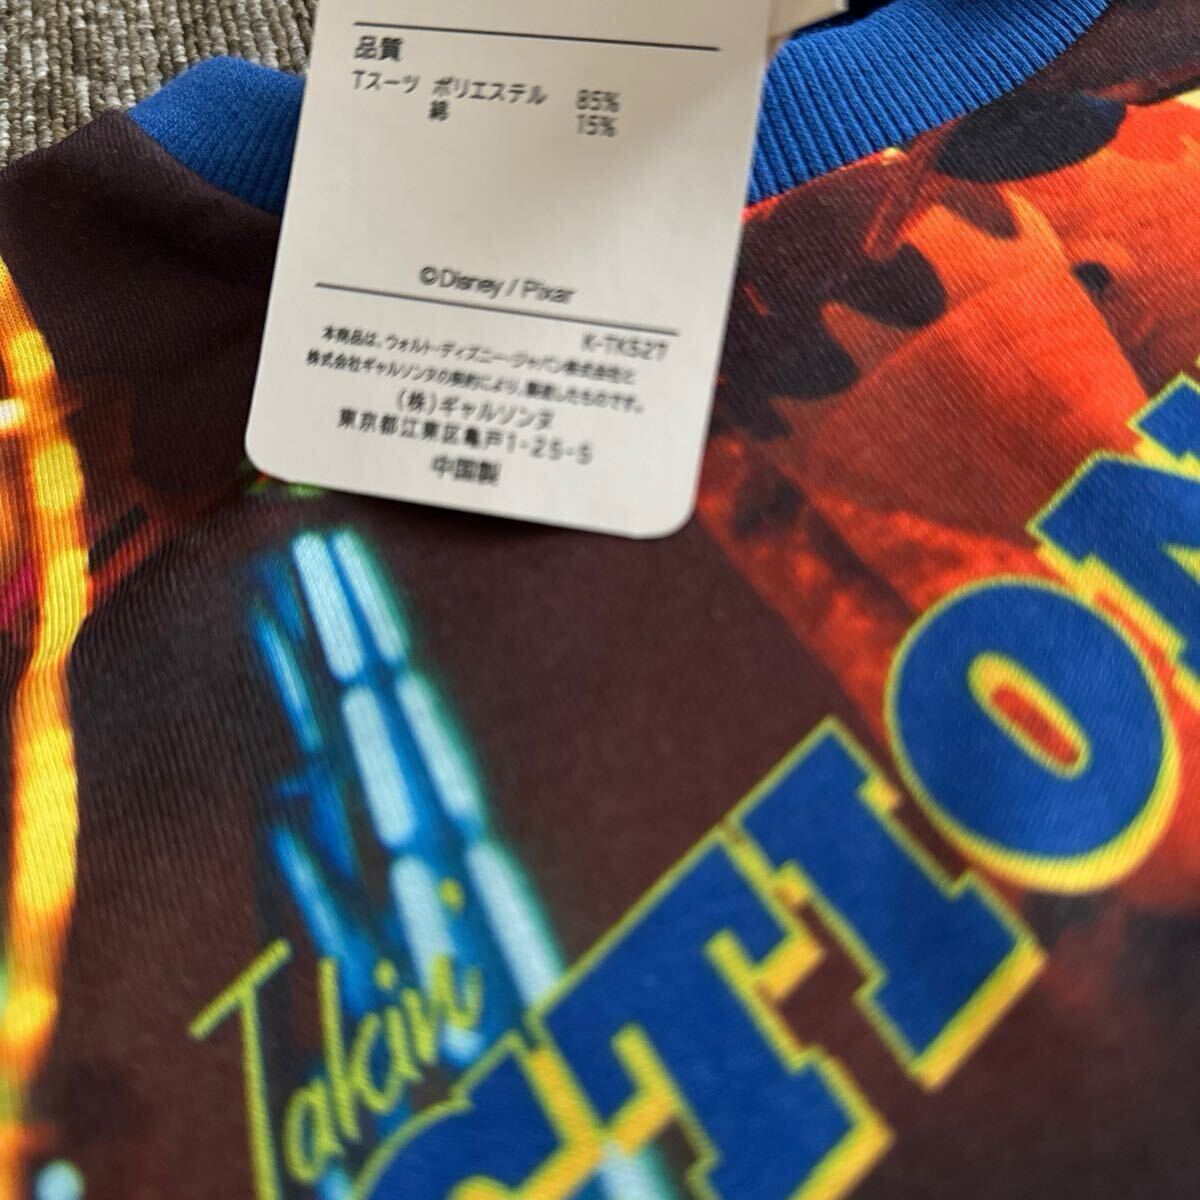 品質
Tスーツ ポリエステル 85%
綿 15%
©Disney / Pixar
K-TK527
本商品は、ウォルト・ディズニー・ジャパン株式会社と
株式会社ギャルソンヌの契約により、製造したものです。
(株)ギャルソンヌ
東京都江東区亀戸1-25-5
中国製
Takin'
CTION